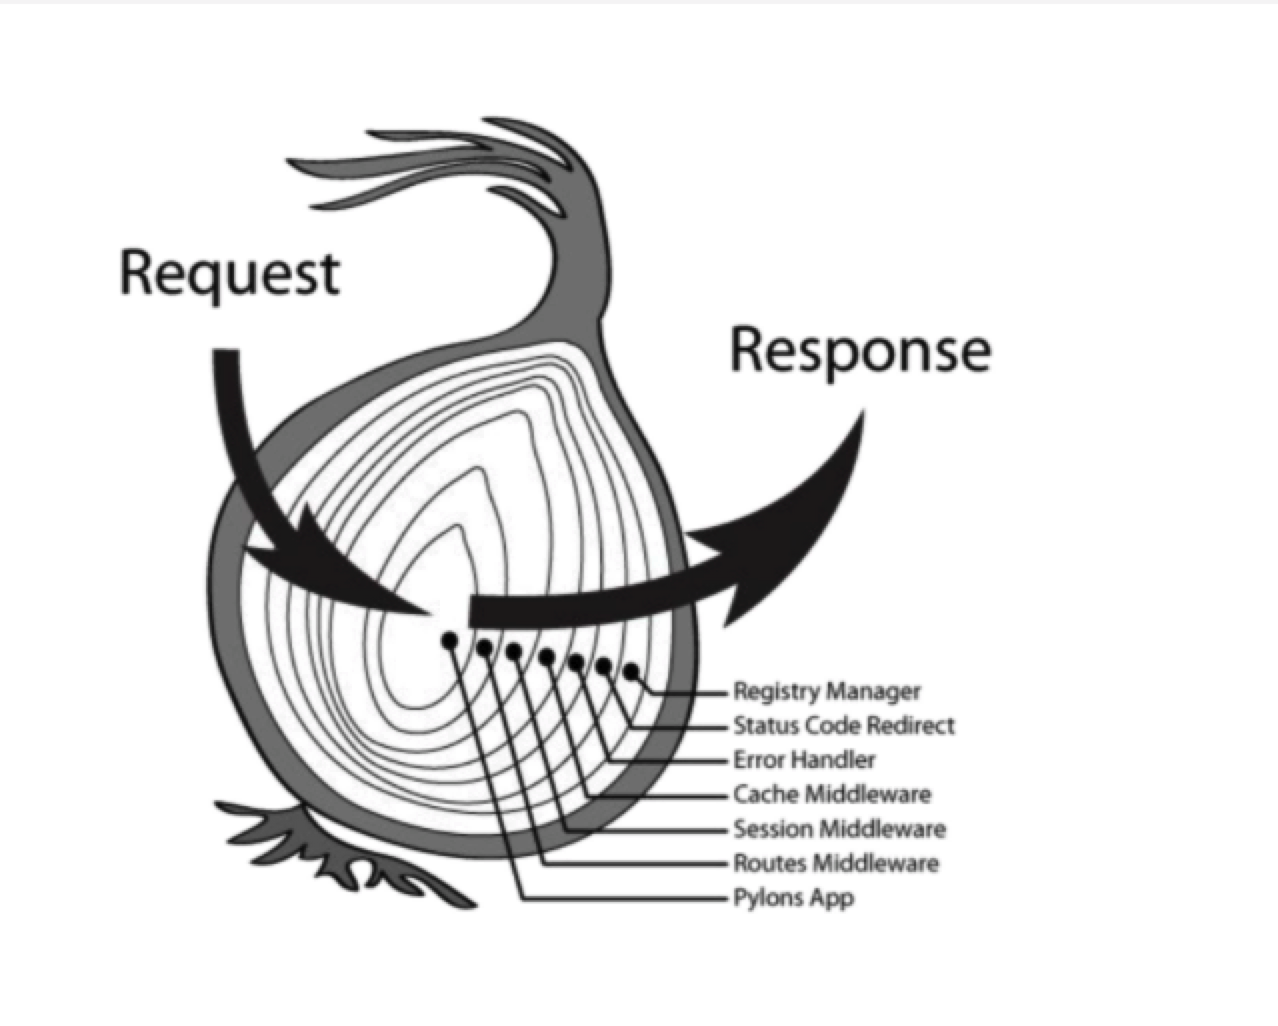 Request
Response
Registry Manager
Status Code Redirect
Error Handler
Cache Middleware
Session Middleware
Routes Middleware
Pylons App